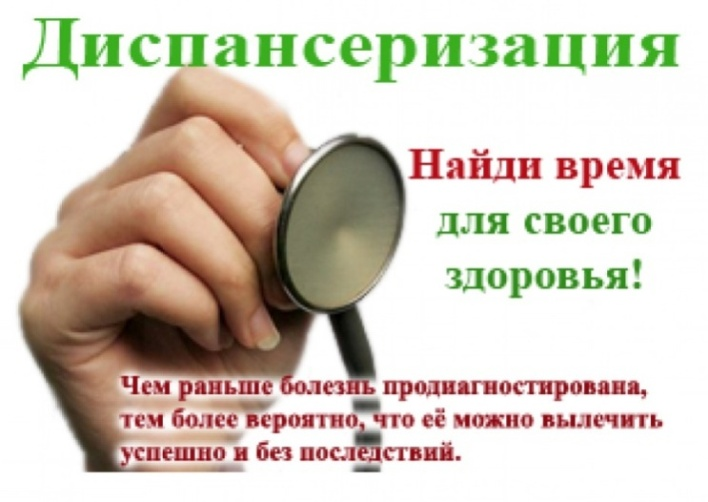 Диспансеризация
Найди время
для своего
здоровья!
Чем раньше болезнь продиагностирована,
тем более вероятно, что её можно вылечить
успешно и без последствий.